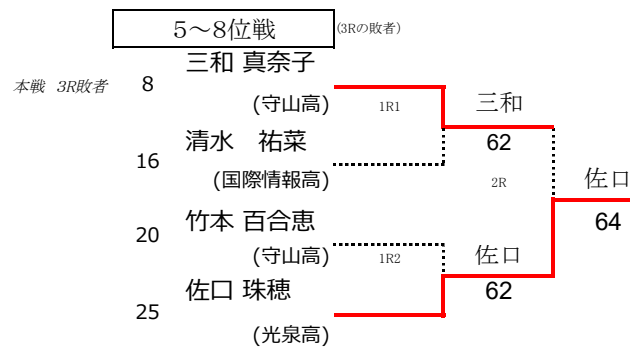 5～8位戦
(3Rの敗者)
本戦 3R敗者
8
三和 真奈子
(守山高)
1R1
三和
62
16
清水 祐菜
(国際情報高)
2R
佐口
64
20
竹本 百合恵
(守山高)
1R2
佐口
62
25
佐口 珠穂
(光泉高)